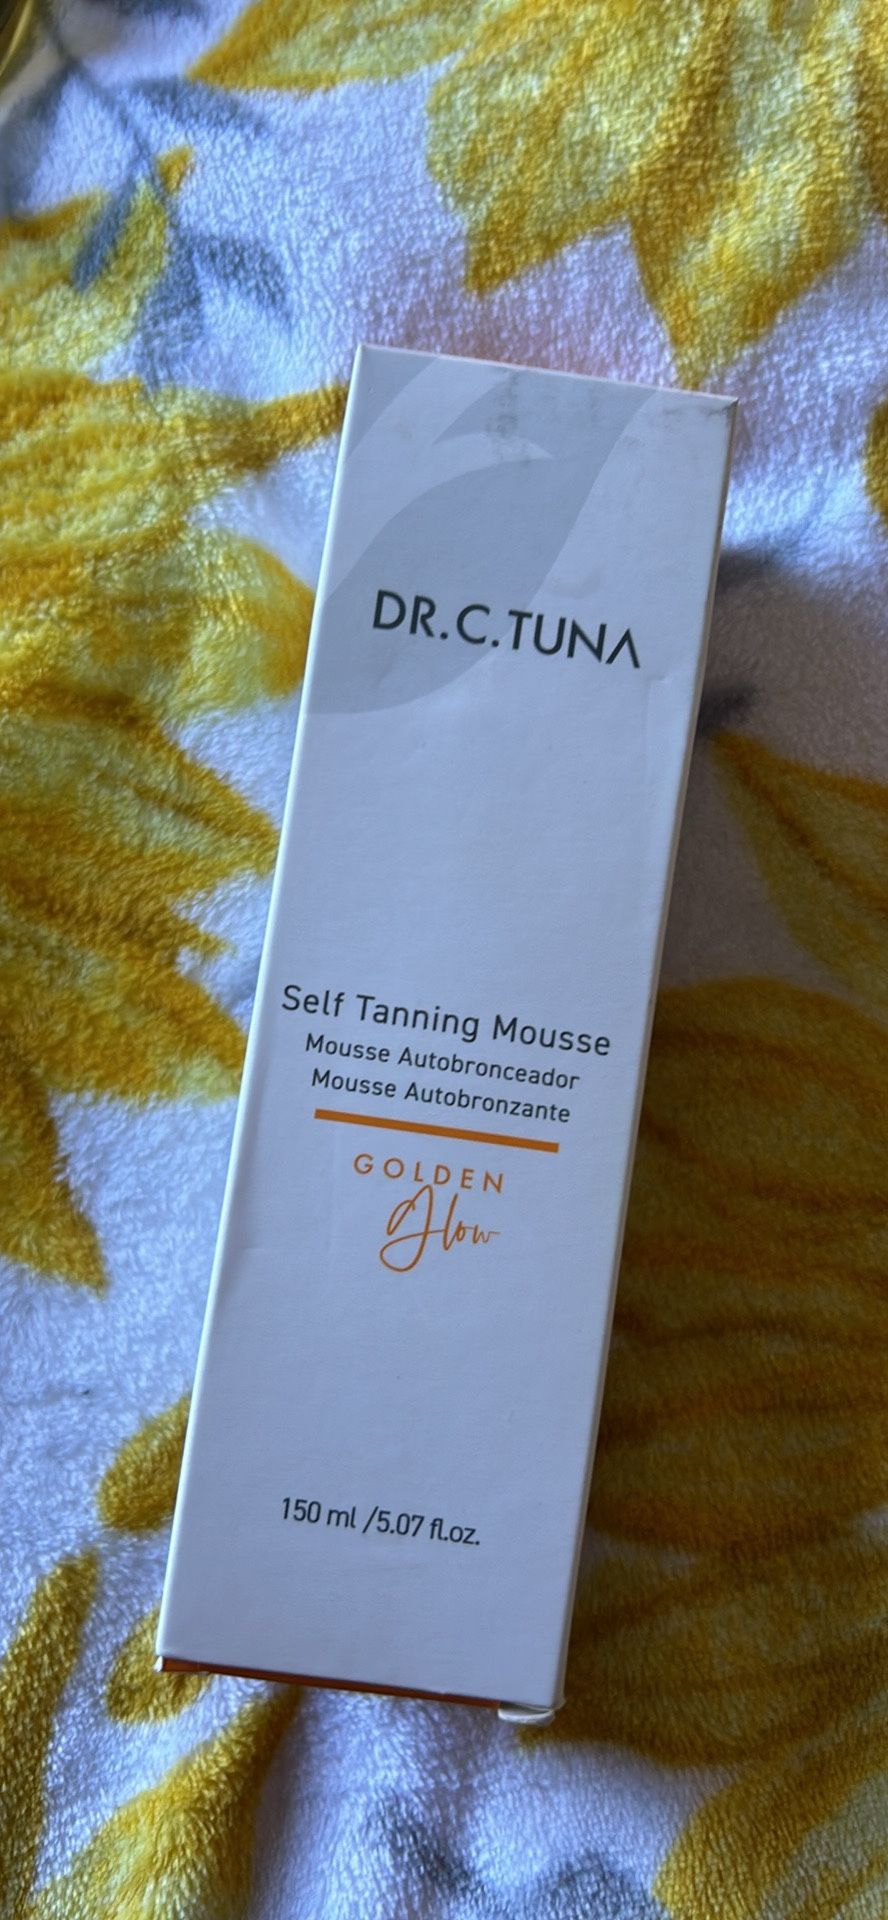 DR.C.TUNA
Self Tanning Mousse
Mousse Autobronceador
Mousse Autobronzante
GOLDEN
Glow
150 ml /5.07 fl.oz.